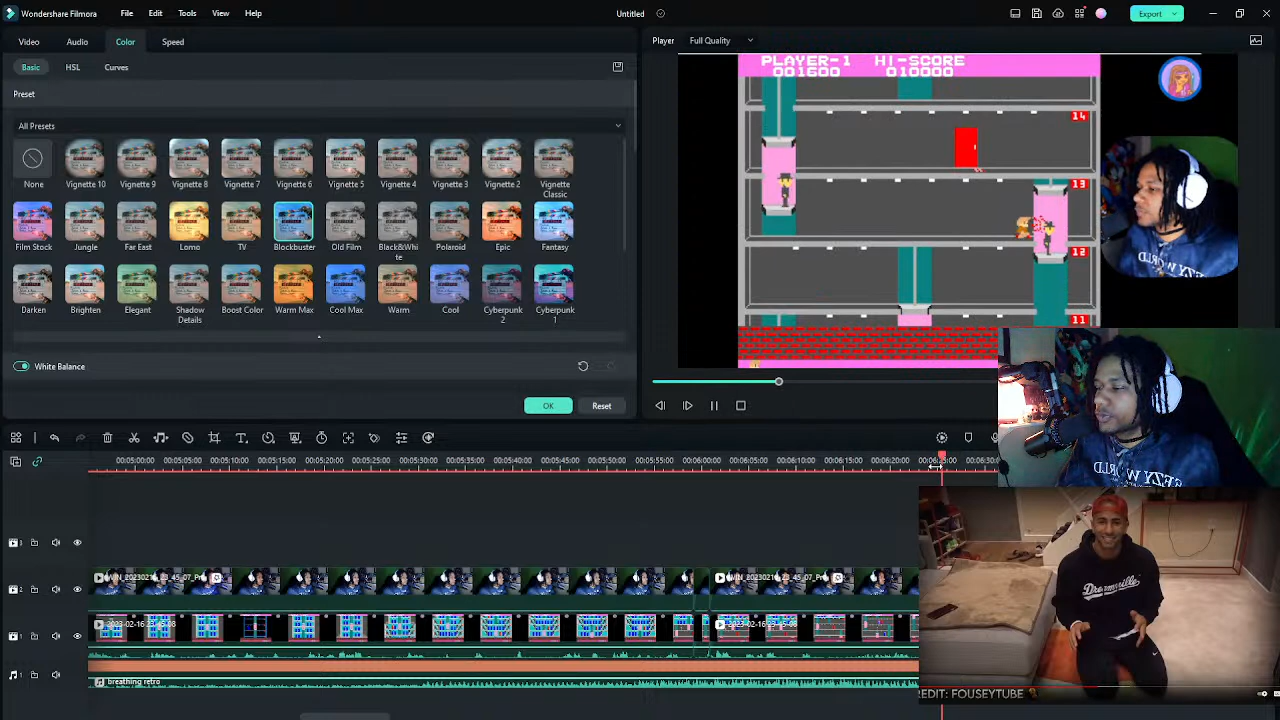 Wondershare Filmora
File
Edit
Tools
View
Help
Untitled
Export
Video
Audio
Color
Speed
Player
Full Quality
Basic
HSL
Curves
Preset
All Presets
None
Vignette 10
Vignette 9
Vignette 8
Vignette 7
Vignette 6
Vignette 5
Vignette 4
Vignette 3
Vignette 2
Vignette
Classic
Film Stock
Jungle
Far East
Lomo
TV
Blockbuster
Old Film
Black&Whi
te
Polaroid
Epic
Fantasy
Darken
Brighten
Elegant
Shadow
Details
Boost Color
Warm Max
Cool Max
Warm
Cool
Cyberpunk
2
Cyberpunk
1
White Balance
OK
Reset
PLAYER-1 HI-SCORE
001600 010000
14
13
12
11
00:05:00:00 00:05:05:00 00:05:10:00 00:05:15:00 00:05:20:00 00:05:25:00 00:05:30:00 00:05:35:00 00:05:40:00 00:05:45:00 00:05:50:00 00:05:55:00 00:06:00:00 00:06:05:00 00:06:10:00 00:06:15:00 00:06:20:00 00:06:25:00
breathing retro
Dreamville
REDIT: FOUSEYTUBE